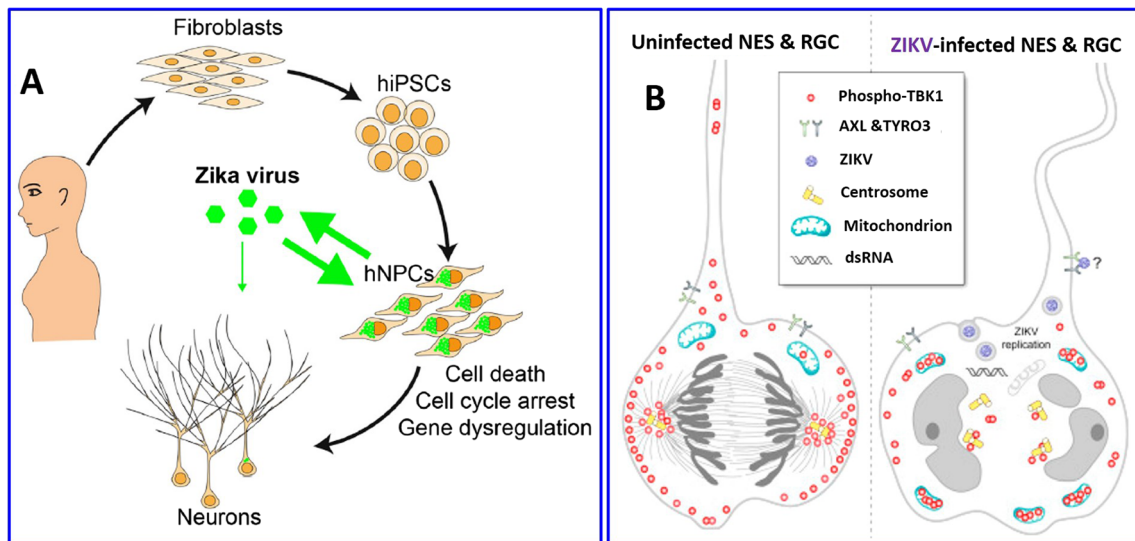 A
Fibroblasts
hiPSCs
Zika virus
hNPCs
Cell death
Cell cycle arrest
Gene dysregulation
Neurons
Uninfected NES & RGC
ZIKV-infected NES & RGC
B
Phospho-TBK1
AXL &TYRO3
ZIKV
Centrosome
Mitochondrion
dsRNA
?
ZIKV
replication